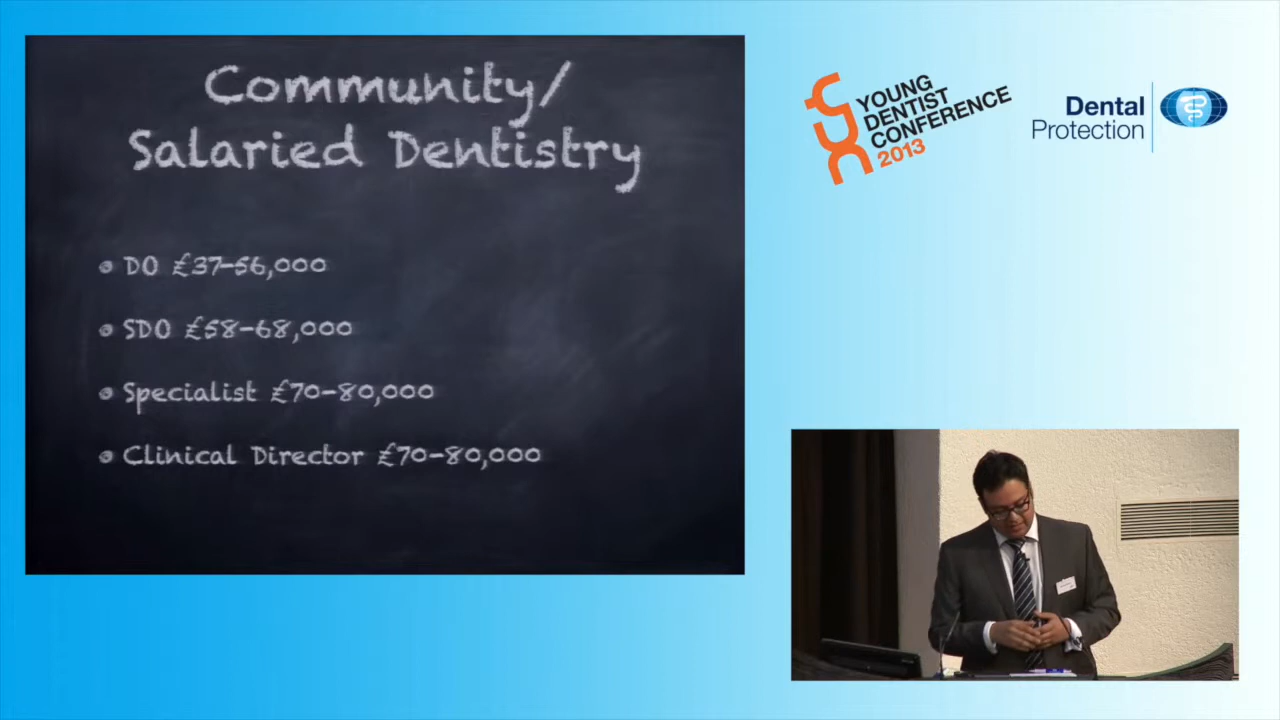 Community/
Salaried Dentistry
DO £37-56,000
SDO £58-68,000
Specialist £70-80,000
Clinical Director £70-80,000
YOUNG
DENTIST
CONFERENCE
2013
Dental
Protection